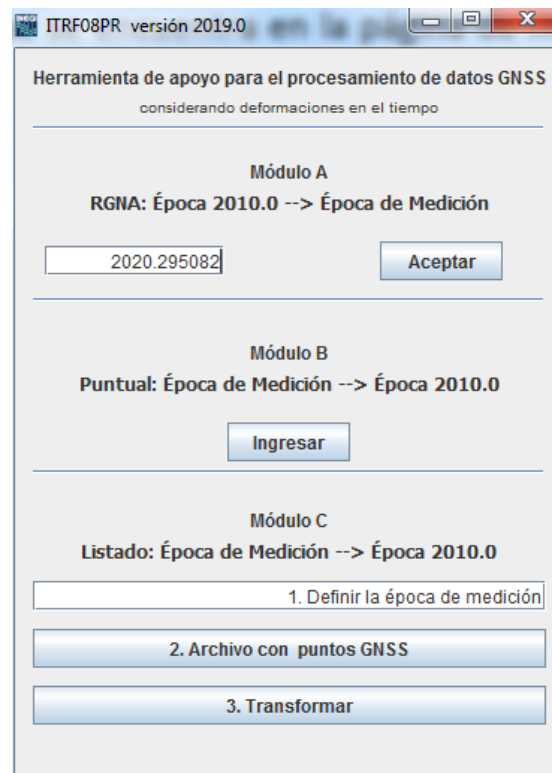 ITRF08PR versión 2019.0
Herramienta de apoyo para el procesamiento de datos GNSS
considerando deformaciones en el tiempo
Módulo A
RGNA: Época 2010.0 --> Época de Medición
2020.295082 Aceptar
Módulo B
Puntual: Época de Medición --> Época 2010.0
Ingresar
Módulo C
Listado: Época de Medición --> Época 2010.0
1. Definir la época de medición
2. Archivo con puntos GNSS
3. Transformar